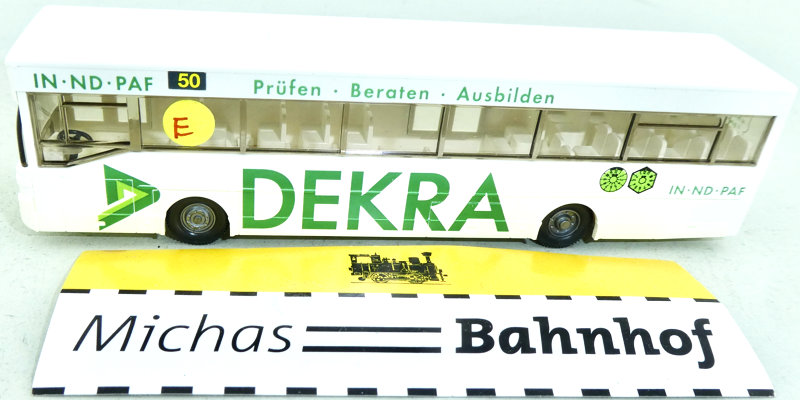 IN·ND·PAF 50 Prüfen · Beraten · Ausbilden
E
DEKRA
IN·ND·PAF
Michas Bahnhof